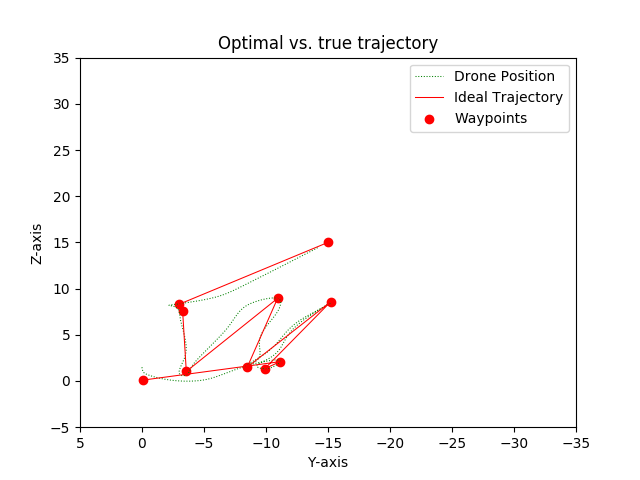 Optimal vs. true trajectory
Drone Position
Ideal Trajectory
Waypoints
35
30
25
20
15
10
5
0
−5
Z-axis
5 0 −5 −10 −15 −20 −25 −30 −35
Y-axis